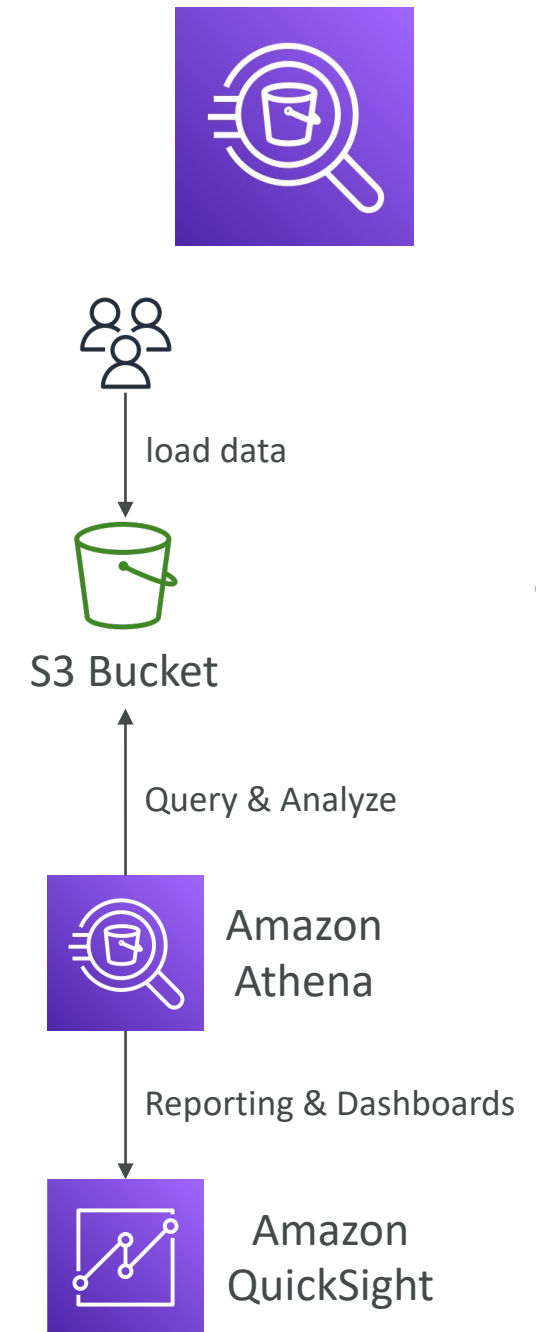 load data
S3 Bucket
Query & Analyze
Amazon
Athena
Reporting & Dashboards
Amazon
QuickSight